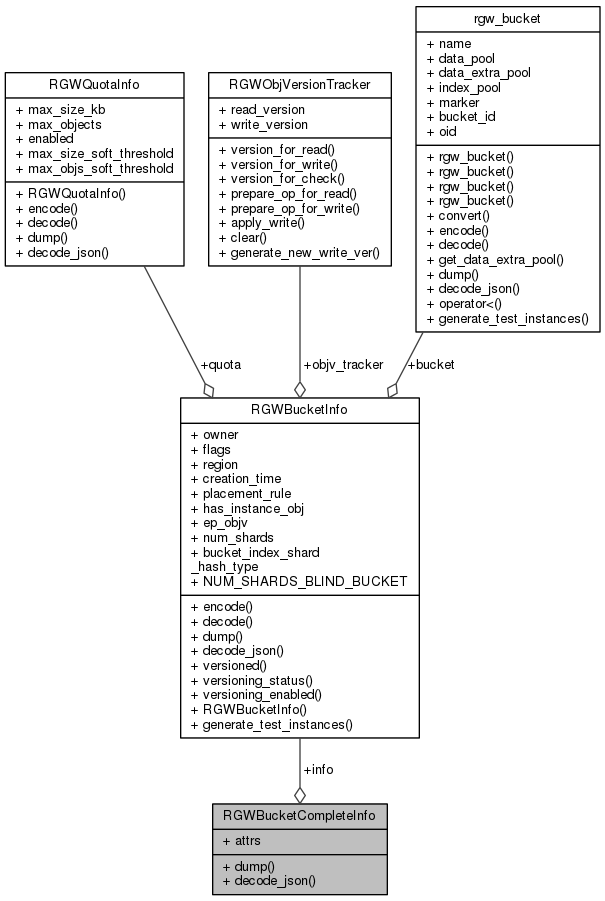 RGWQuotaInfo
+ max_size_kb
+ max_objects
+ enabled
+ max_size_soft_threshold
+ max_objs_soft_threshold
+ RGWQuotaInfo()
+ encode()
+ decode()
+ dump()
+ decode_json()
RGWObjVersionTracker
+ read_version
+ write_version
+ version_for_read()
+ version_for_write()
+ version_for_check()
+ prepare_op_for_read()
+ prepare_op_for_write()
+ apply_write()
+ clear()
+ generate_new_write_ver()
rgw_bucket
+ name
+ data_pool
+ data_extra_pool
+ index_pool
+ marker
+ bucket_id
+ oid
+ rgw_bucket()
+ rgw_bucket()
+ rgw_bucket()
+ rgw_bucket()
+ convert()
+ encode()
+ decode()
+ get_data_extra_pool()
+ dump()
+ decode_json()
+ operator<()
+ generate_test_instances()
+quota
+objv_tracker
+bucket
RGWBucketInfo
+ owner
+ flags
+ region
+ creation_time
+ placement_rule
+ has_instance_obj
+ ep_objv
+ num_shards
+ bucket_index_shard
_hash_type
+ NUM_SHARDS_BLIND_BUCKET
+ encode()
+ decode()
+ dump()
+ decode_json()
+ versioned()
+ versioning_status()
+ versioning_enabled()
+ RGWBucketInfo()
+ generate_test_instances()
+info
RGWBucketCompleteInfo
+ attrs
+ dump()
+ decode_json()